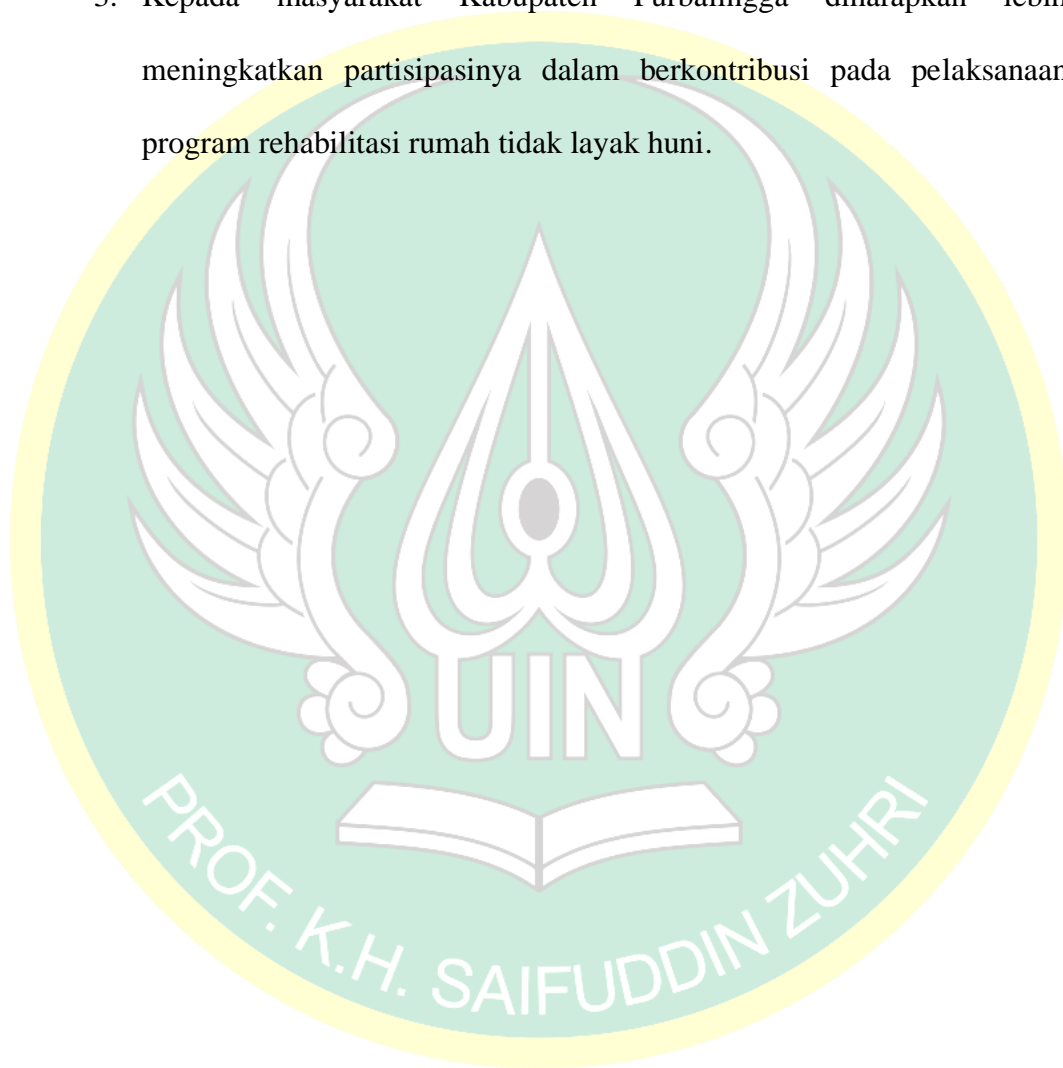 3. Kepada masyarakat Kabupaten Purbalingga diharapkan lebih
meningkatkan partisipasinya dalam berkontribusi pada pelaksanaan
program rehabilitasi rumah tidak layak huni.
UIN
PROF. K.H. SAIFUDDIN ZUHRI